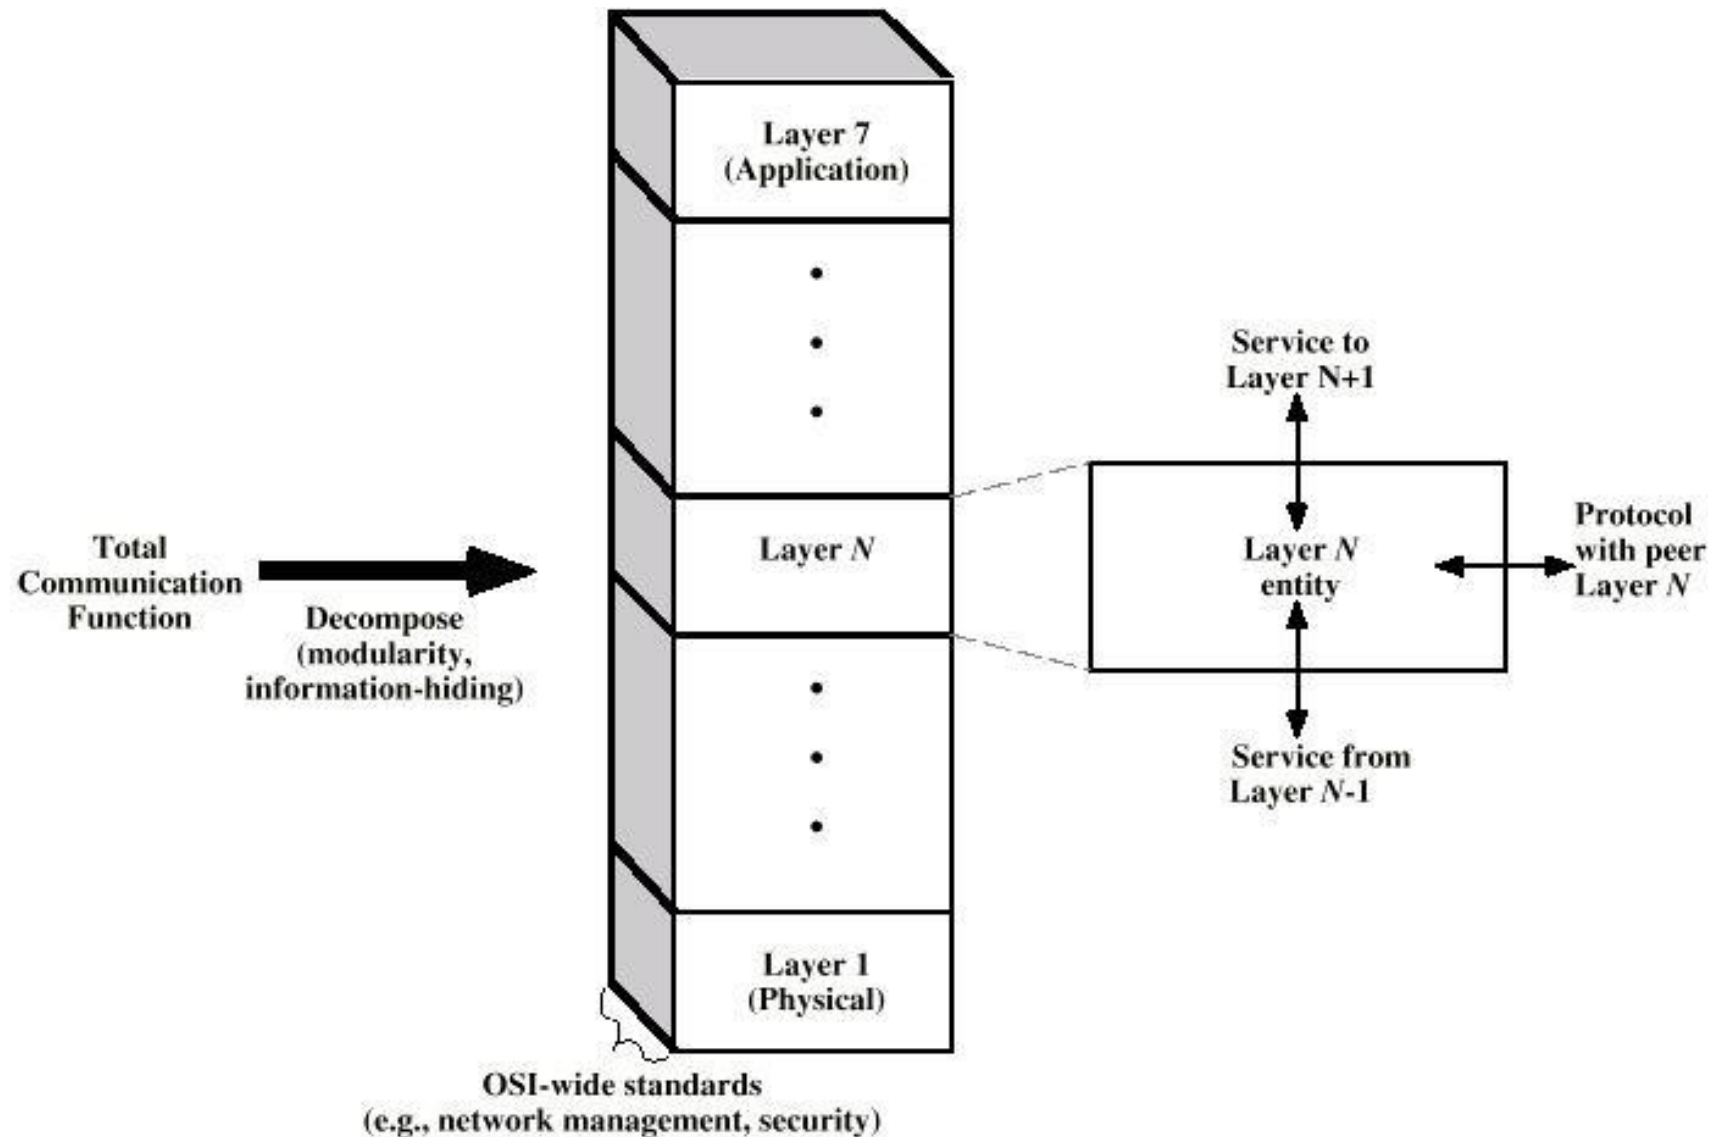 Layer 7
(Application)
Service to
Layer N+1
Total
Communication
Function
Decompose
(modularity,
information-hiding)
Layer N
Layer N
entity
Protocol
with peer
Layer N
Service from
Layer N-1
Layer 1
(Physical)
OSI-wide standards
(e.g., network management, security)